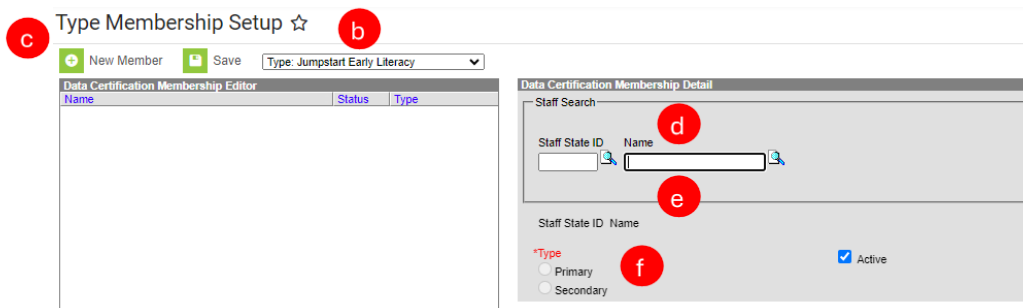 Type Membership Setup
b
c
New Member Save Type: Jumpstart Early Literacy
Data Certification Membership Editor
Name Status Type
Data Certification Membership Detail
Staff Search
d
Staff State ID Name
e
Staff State ID Name
*Type
f
Active
Primary
Secondary